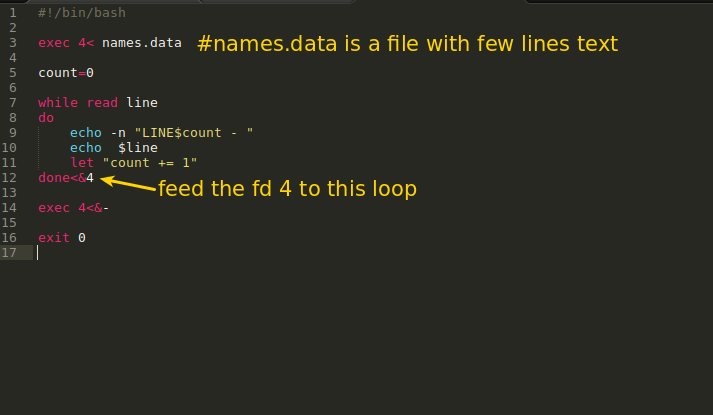 1 #!/bin/bash
2
3 exec 4< names.data #names.data is a file with few lines text
4
5 count=0
6
7 while read line
8 do
9 echo -n "LINE$count - "
10 echo  $line
11 let "count += 1"
12 done<&4 feed the fd 4 to this loop
13
14 exec 4<&-
15
16 exit 0
17